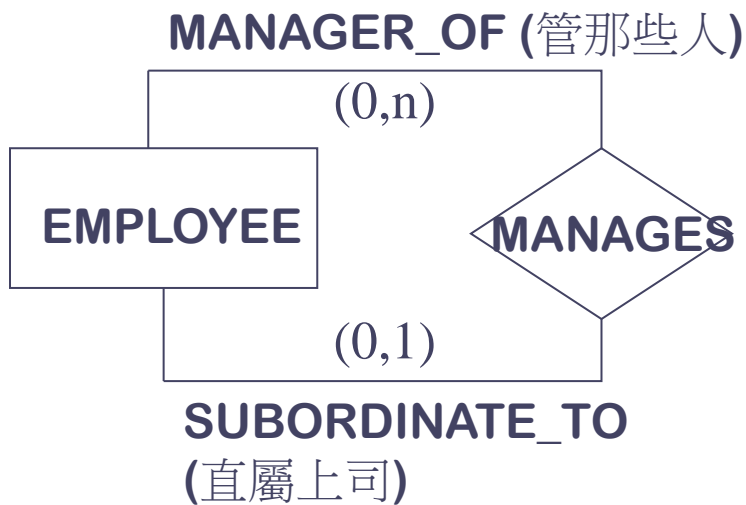 MANAGER_OF (管那些人)
(0,n)
EMPLOYEE
MANAGES
(0,1)
SUBORDINATE_TO
(直屬上司)